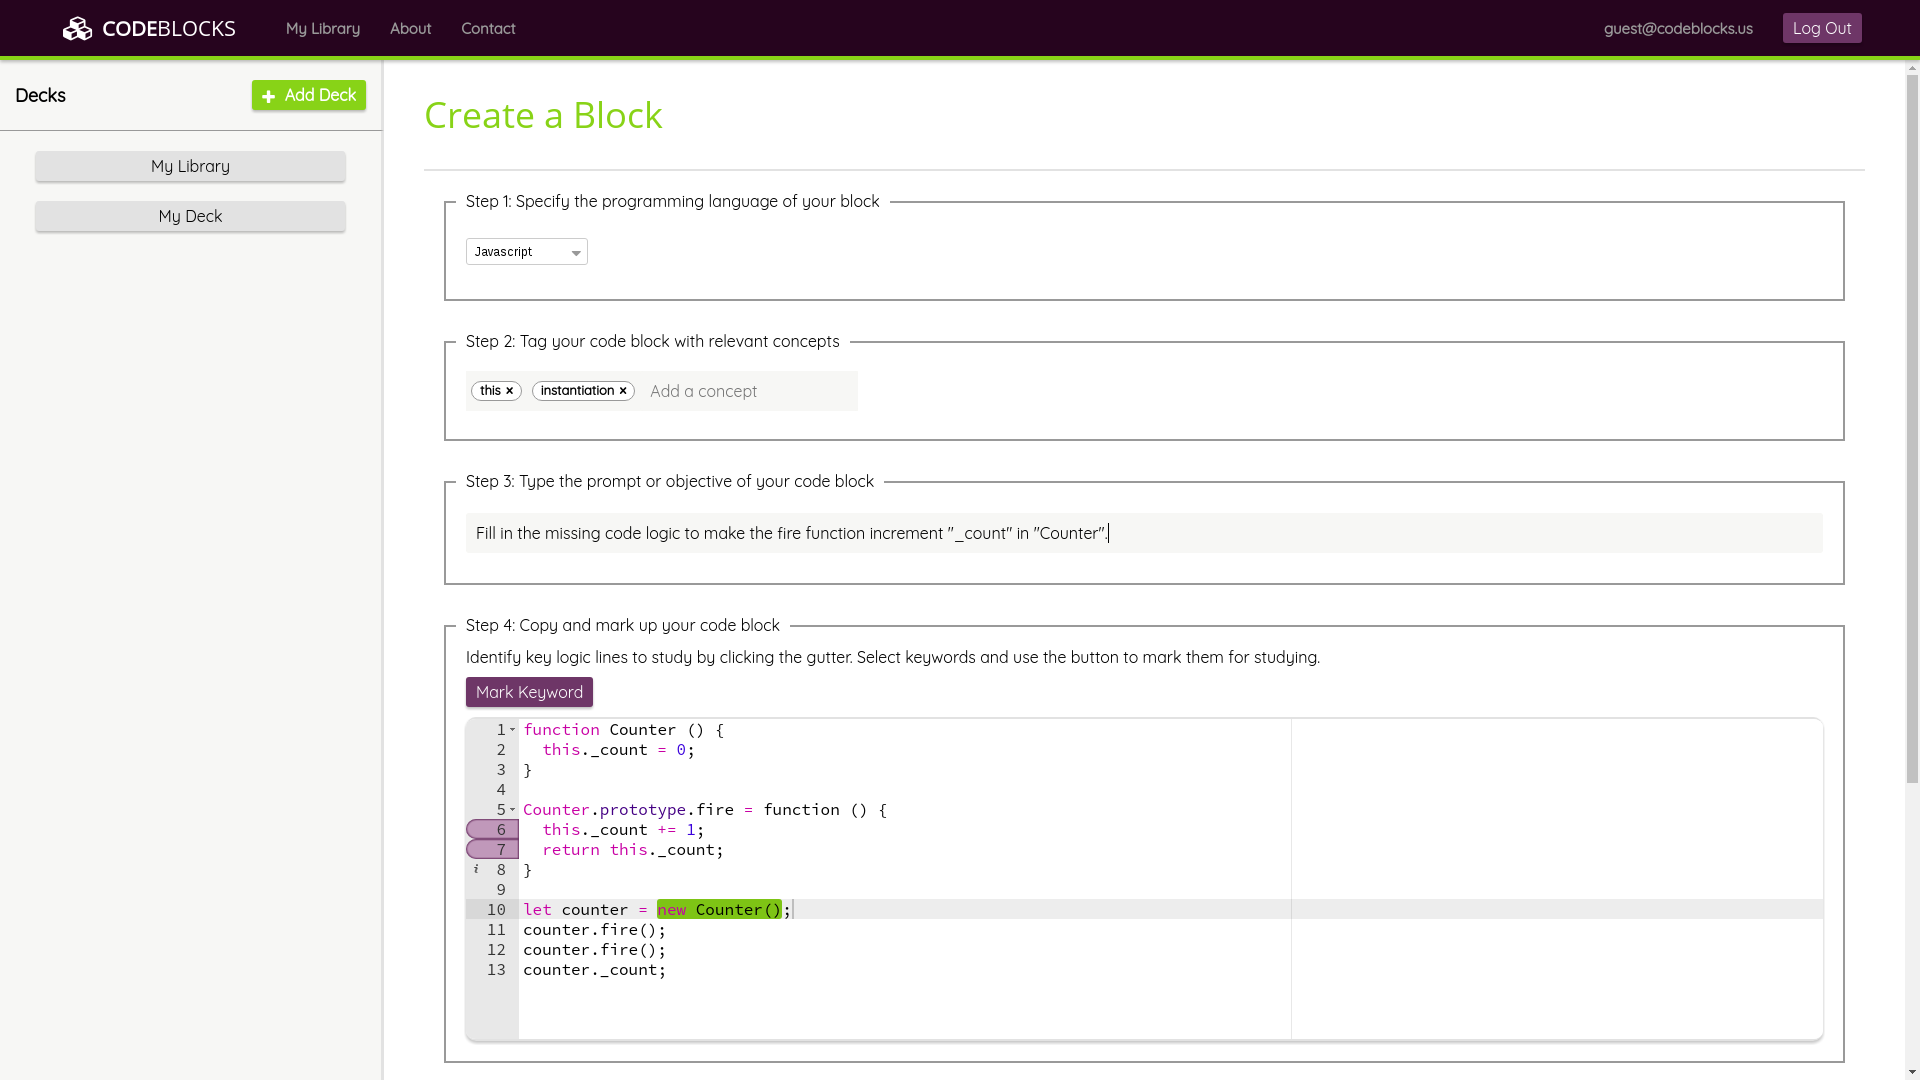 CODEBLOCKS My Library About Contact guest@codeblocks.us Log Out
Decks
+ Add Deck
My Library
My Deck
Create a Block
Step 1: Specify the programming language of your block
Javascript
Step 2: Tag your code block with relevant concepts
this × instantiation × Add a concept
Step 3: Type the prompt or objective of your code block
Fill in the missing code logic to make the fire function increment "_count" in "Counter".
Step 4: Copy and mark up your code block
Identify key logic lines to study by clicking the gutter. Select keywords and use the button to mark them for studying.
Mark Keyword
1 function Counter () {
2   this._count = 0;
3 }
4
5 Counter.prototype.fire = function () {
6   this._count += 1;
7   return this._count;
i 8 }
9
10 let counter = new Counter();
11 counter.fire();
12 counter.fire();
13 counter._count;